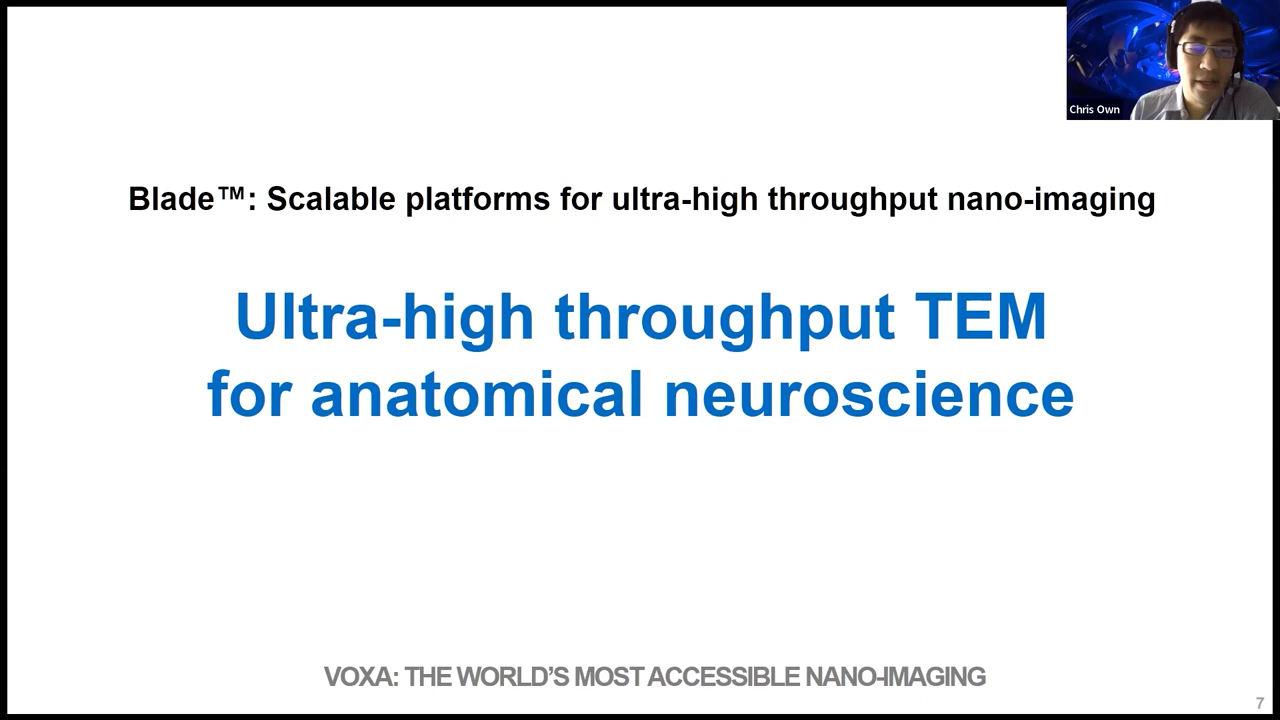 Chris Own
Blade™: Scalable platforms for ultra-high throughput nano-imaging
Ultra-high throughput TEM
for anatomical neuroscience
VOXA: THE WORLD’S MOST ACCESSIBLE NANO-IMAGING
7